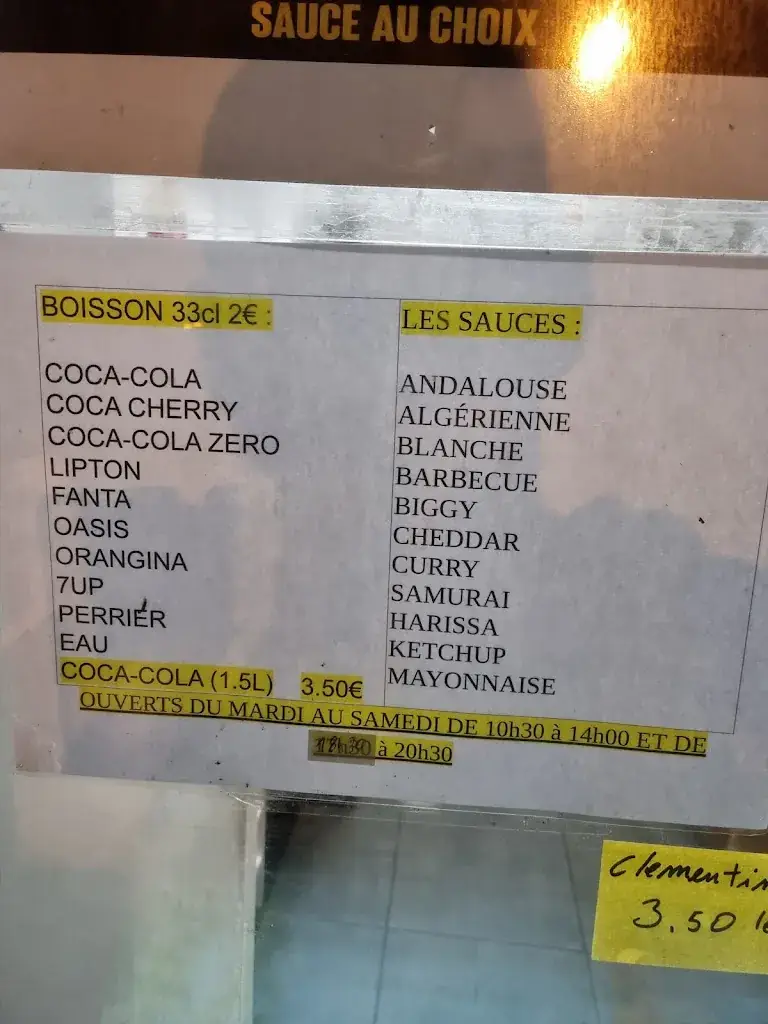 SAUCE AU CHOIX
BOISSON 33cl 2€ :
COCA-COLA
COCA CHERRY
COCA-COLA ZERO
LIPTON
FANTA
OASIS
ORANGINA
7UP
PERRIER
EAU
COCA-COLA (1.5L) 3.50€
LES SAUCES :
ANDALOUSE
ALGÉRIENNE
BLANCHE
BARBECUE
BIGGY
CHEDDAR
CURRY
SAMURAI
HARISSA
KETCHUP
MAYONNAISE
OUVERTS DU MARDI AU SAMEDI DE 10h30 à 14h00 ET DE
18h30 à 20h30
Clementin
3.50